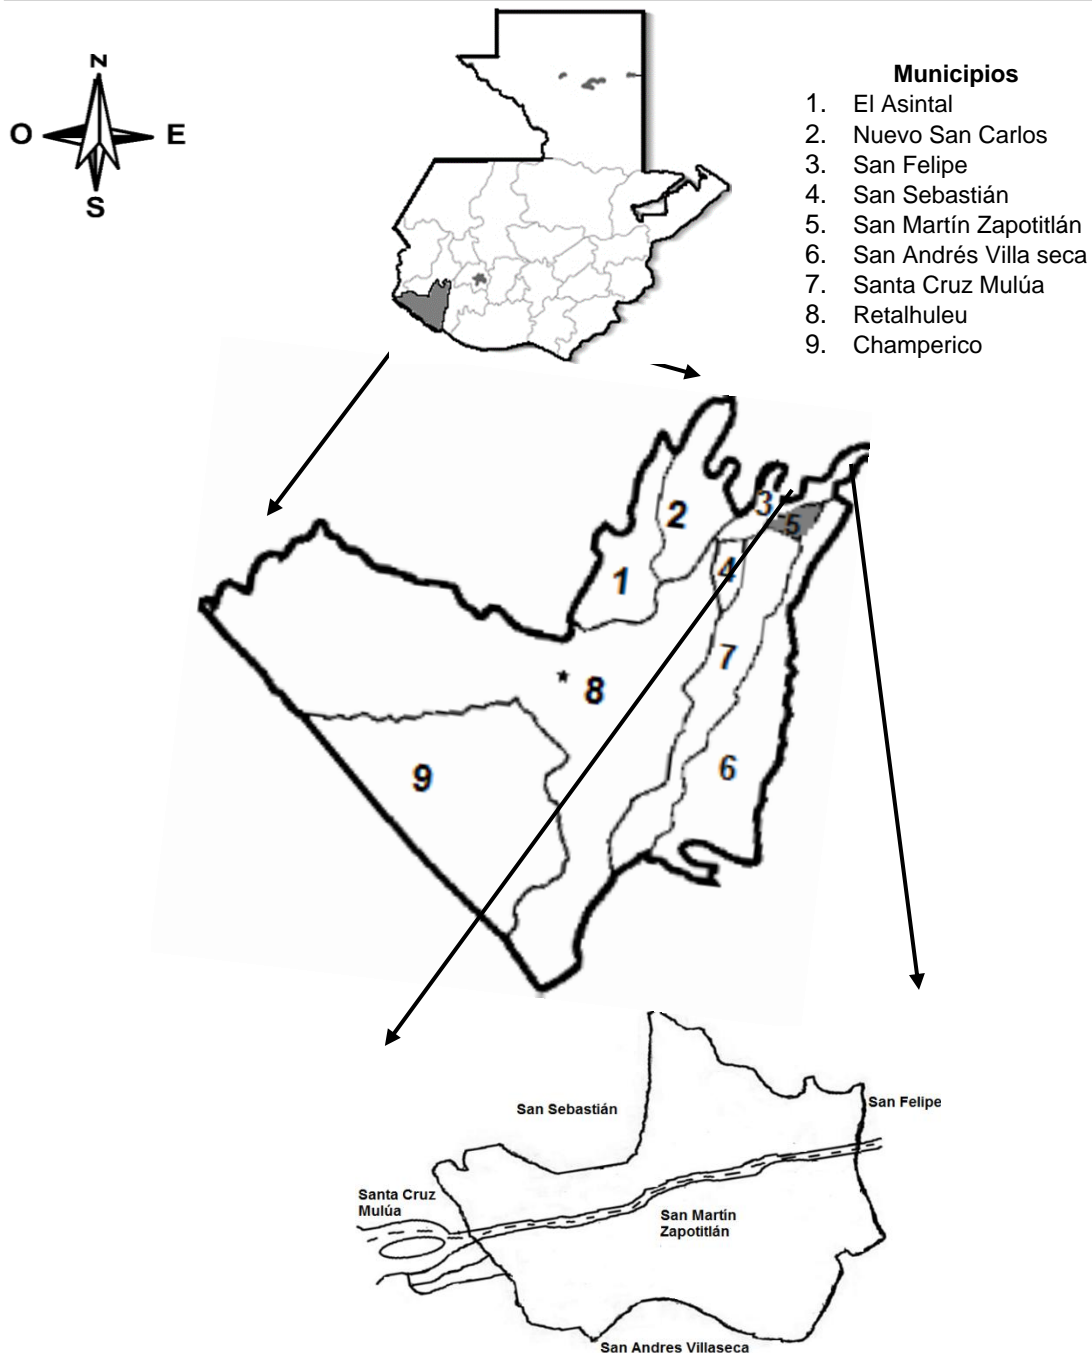 N
O
E
S
Municipios
1. El Asintal
2. Nuevo San Carlos
3. San Felipe
4. San Sebastián
5. San Martín Zapotitlán
6. San Andrés Villa seca
7. Santa Cruz Mulúa
8. Retalhuleu
9. Champerico
2
3
5
1
4
7
8
6
9
San Sebastián
San Felipe
Santa Cruz
Mulúa
San Martín
Zapotitlán
San Andres Villaseca